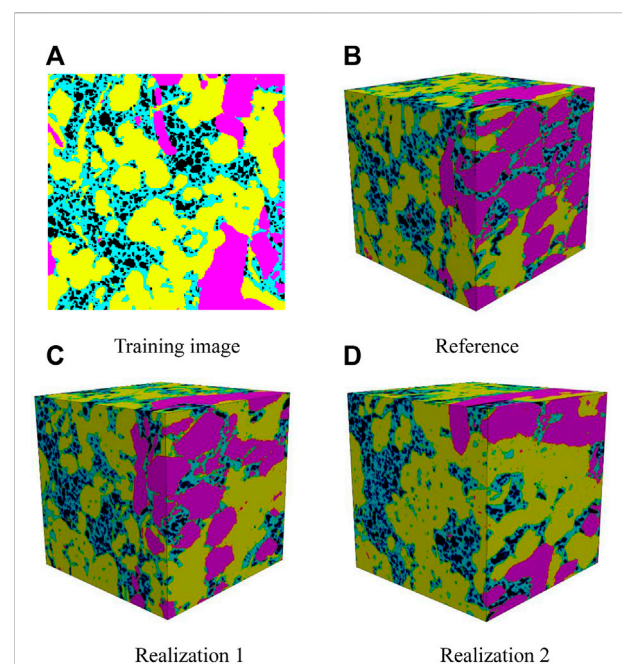 A
B
Training image
Reference
C
D
Realization 1
Realization 2